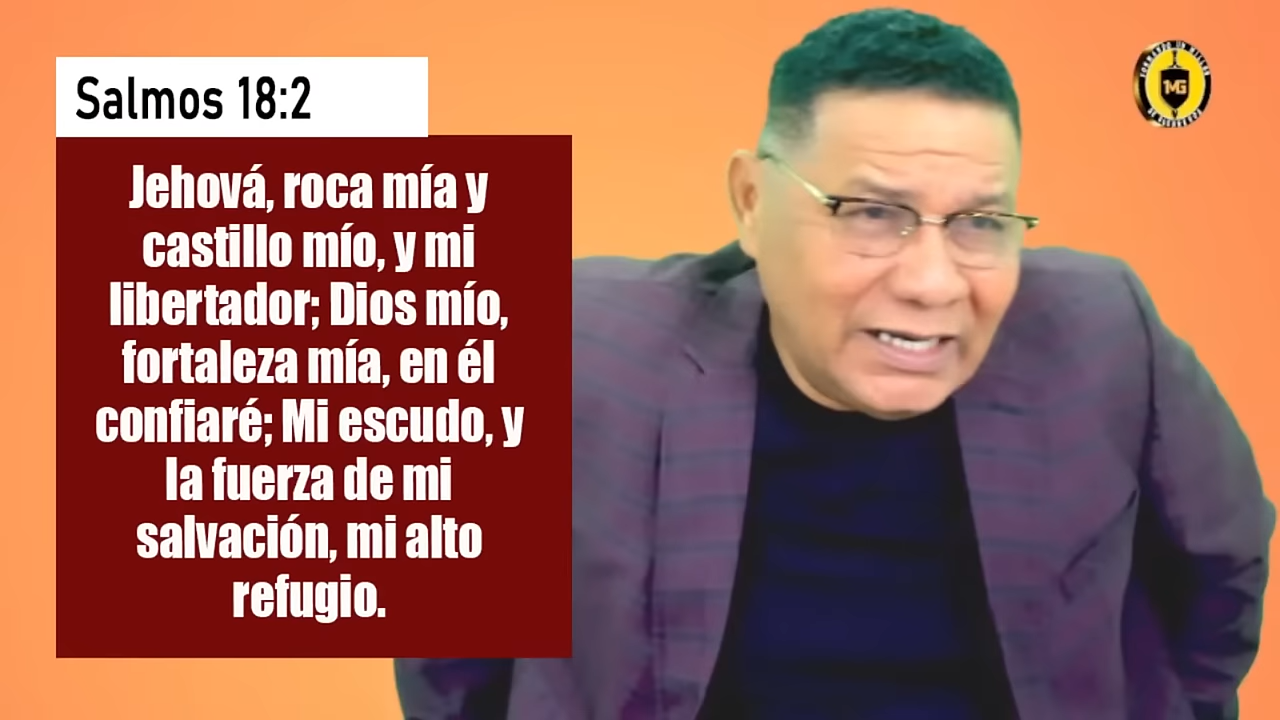 Salmos 18:2
Jehová, roca mía y
castillo mío, y mi
libertador; Dios mío,
fortaleza mía, en él
confiaré; Mi escudo, y
la fuerza de mi
salvación, mi alto
refugio.
1MG